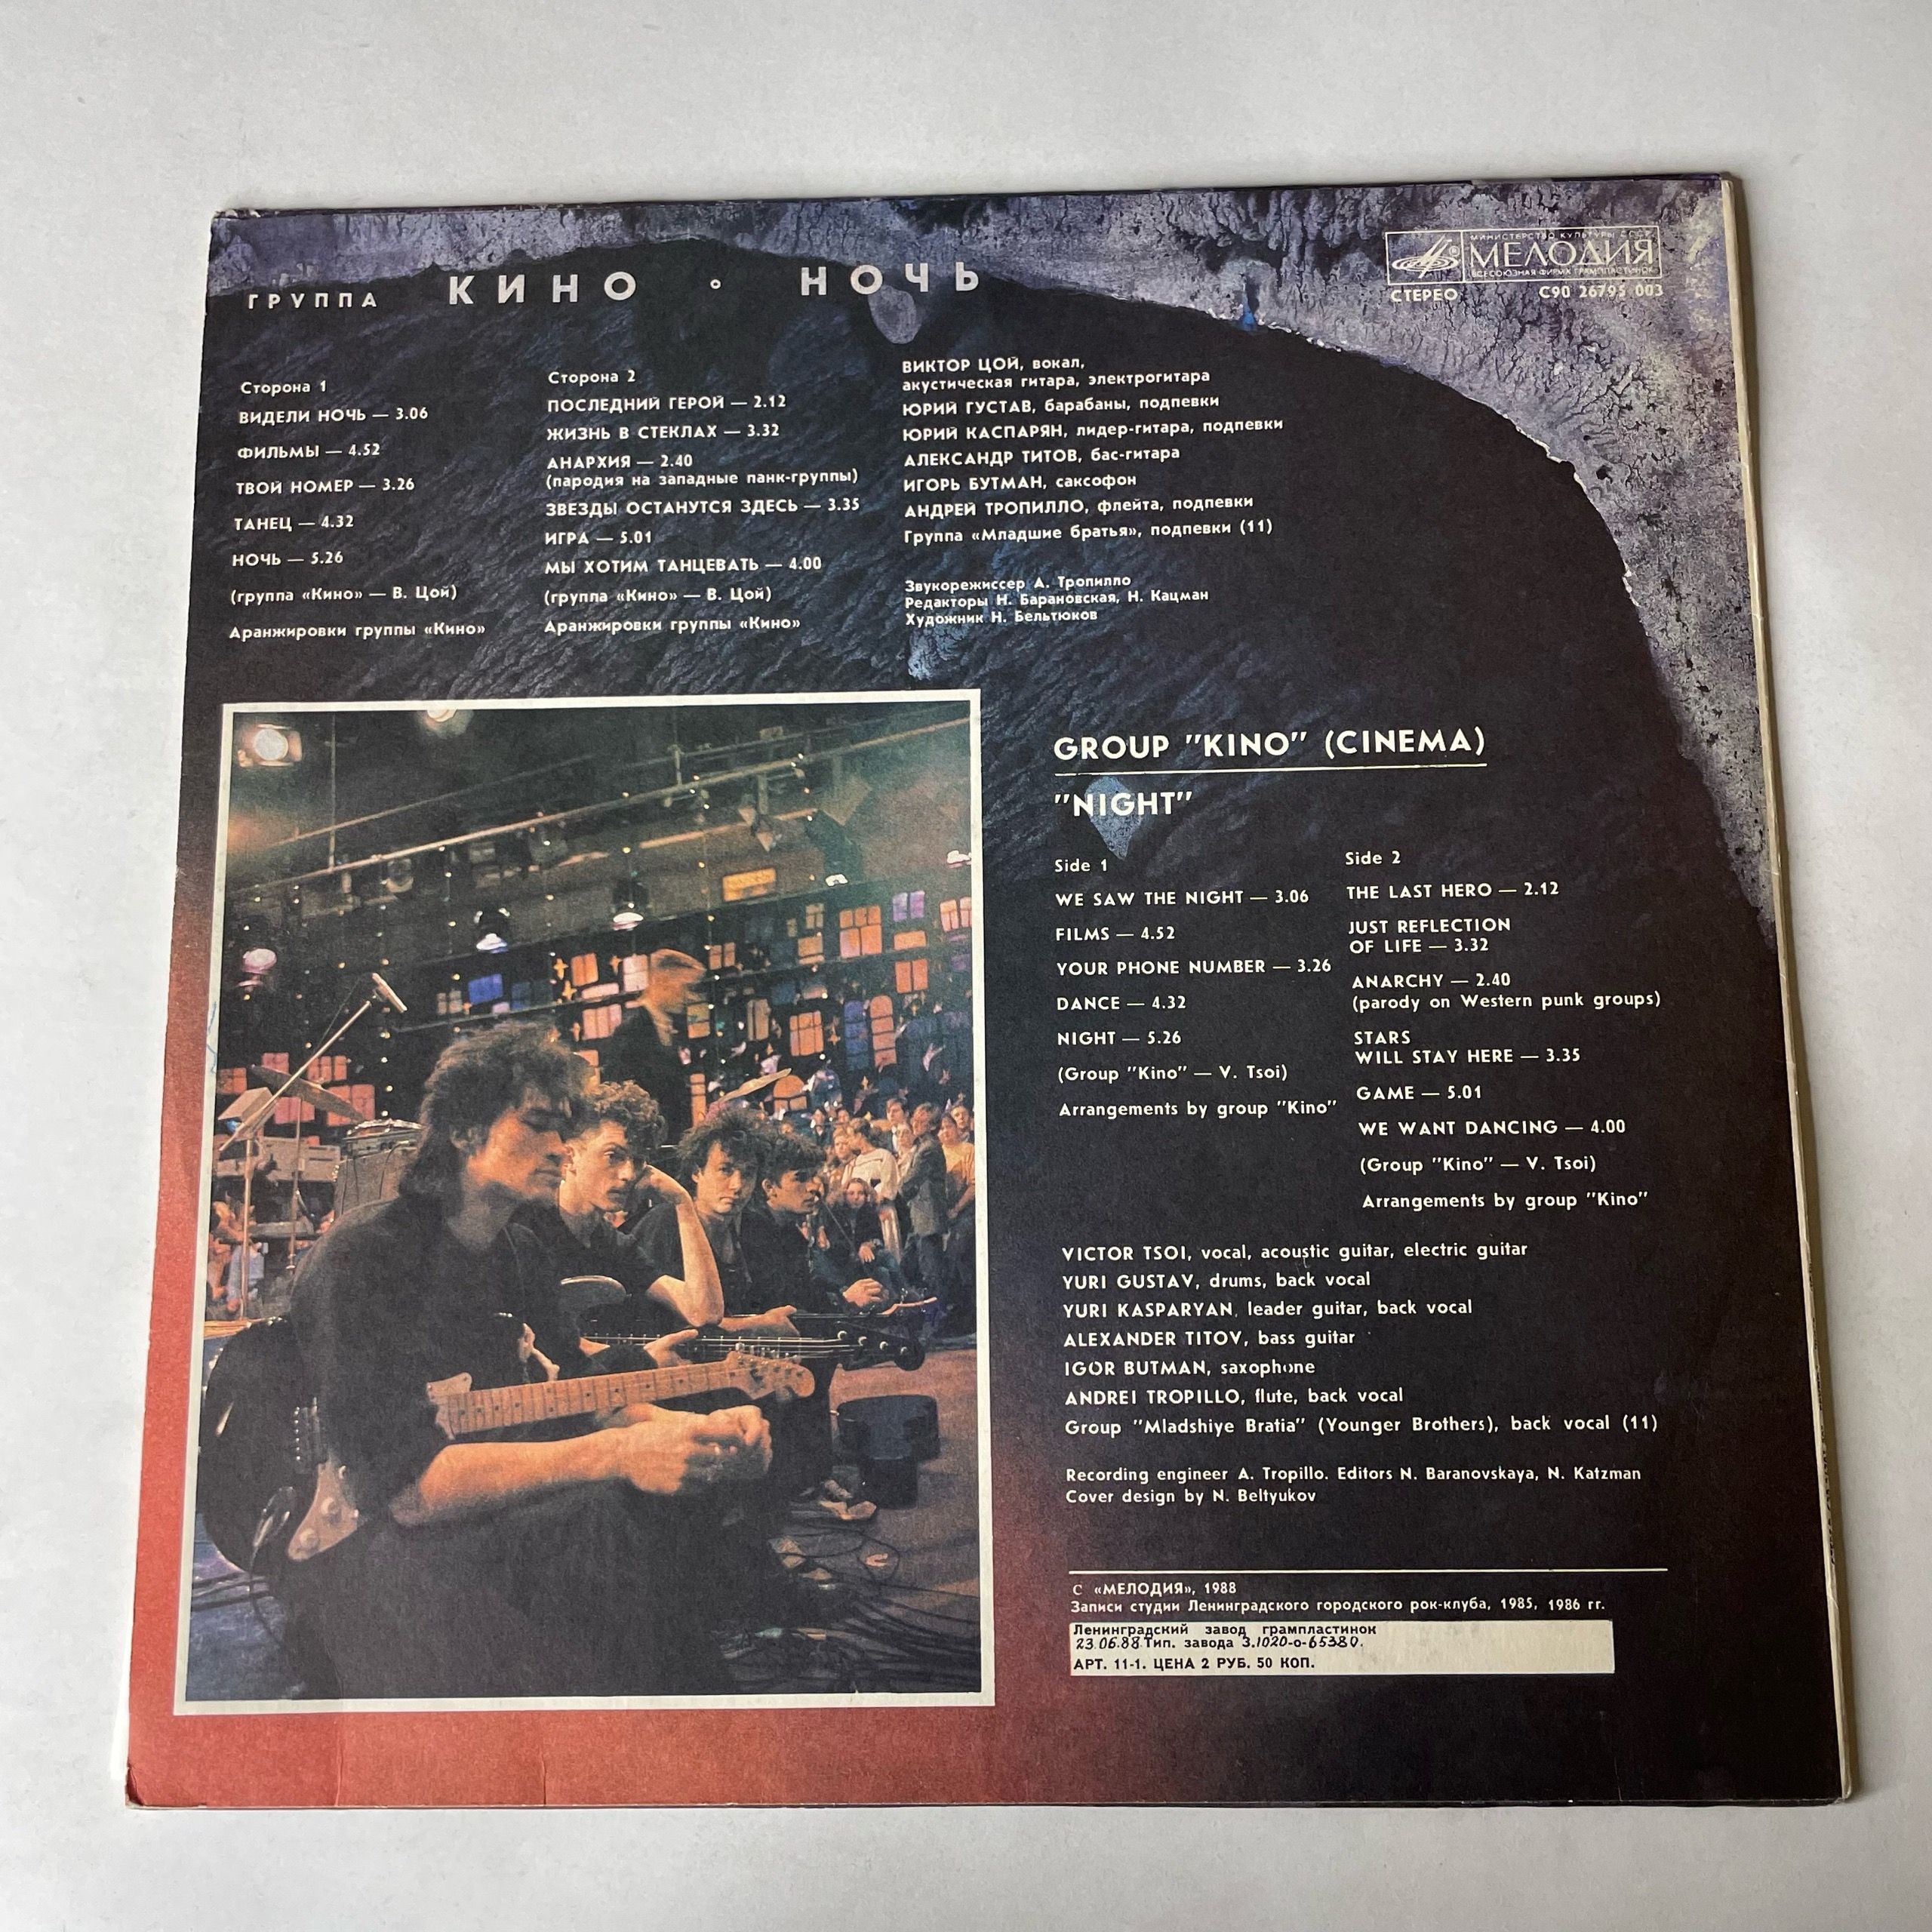 ГРУППА КИНО ° НОЧЬ
МИНИСТЕРСТВО КУЛЬТУРЫ СССР
МЕЛОДИЯ
ВСЕСОЮЗНАЯ ФИРМА ГРАМПЛАСТИНОК
СТЕРЕО С90 26795 003
Сторона 1
ВИДЕЛИ НОЧЬ — 3.06
ФИЛЬМЫ — 4.52
ТВОЙ НОМЕР — 3.26
ТАНЕЦ — 4.32
НОЧЬ — 5.26
(группа «Кино» — В. Цой)
Аранжировки группы «Кино»
Сторона 2
ПОСЛЕДНИЙ ГЕРОЙ — 2.12
ЖИЗНЬ В СТЕКЛАХ — 3.32
АНАРХИЯ — 2.40
(пародия на западные панк-группы)
ЗВЕЗДЫ ОСТАНУТСЯ ЗДЕСЬ — 3.35
ИГРА — 5.01
МЫ ХОТИМ ТАНЦЕВАТЬ — 4.00
(группа «Кино» — В. Цой)
Аранжировки группы «Кино»
ВИКТОР ЦОЙ, вокал,
акустическая гитара, электрогитара
ЮРИЙ ГУСТАВ, барабаны, подпевки
ЮРИЙ КАСПАРЯН, лидер-гитара, подпевки
АЛЕКСАНДР ТИТОВ, бас-гитара
ИГОРЬ БУТМАН, саксофон
АНДРЕЙ ТРОПИЛЛО, флейта, подпевки
Группа «Младшие братья», подпевки (11)
Звукорежиссер А. Тропилло
Редакторы Н. Барановская, Н. Кацман
Художник Н. Бельтюков
GROUP "KINO" (CINEMA)
"NIGHT"
Side 1
WE SAW THE NIGHT — 3.06
FILMS — 4.52
YOUR PHONE NUMBER — 3.26
DANCE — 4.32
NIGHT — 5.26
(Group "Kino" — V. Tsoi)
Arrangements by group "Kino"
Side 2
THE LAST HERO — 2.12
JUST REFLECTION
OF LIFE — 3.32
ANARCHY — 2.40
(parody on Western punk groups)
STARS
WILL STAY HERE — 3.35
GAME — 5.01
WE WANT DANCING — 4.00
(Group "Kino" — V. Tsoi)
Arrangements by group "Kino"
VICTOR TSOI, vocal, acoustic guitar, electric guitar
YURI GUSTAV, drums, back vocal
YURI KASPARYAN, leader guitar, back vocal
ALEXANDER TITOV, bass guitar
IGOR BUTMAN, saxophone
ANDREI TROPILLO, flute, back vocal
Group "Mladshiye Bratia" (Younger Brothers), back vocal (11)
Recording engineer A. Tropillo. Editors N. Baranovskaya, N. Katzman
Cover design by N. Beltyukov
С «МЕЛОДИЯ», 1988
Записи студии Ленинградского городского рок-клуба, 1985, 1986 гг.
Ленинградский завод грампластинок
23.06.88 Тип. завода З.1020-о-65380.
АРТ. 11-1. ЦЕНА 2 РУБ. 50 КОП.